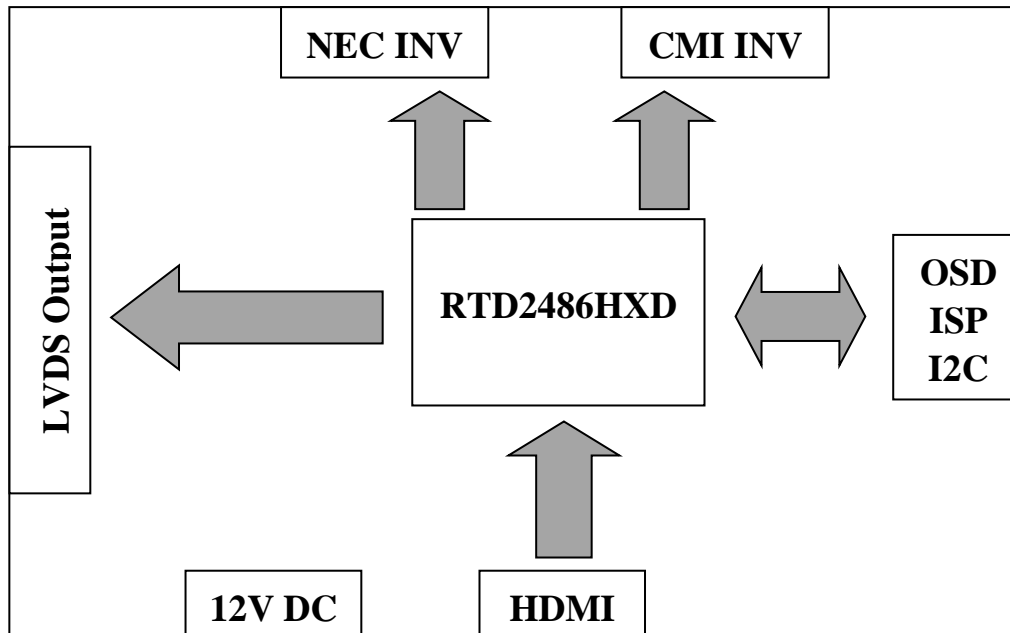 NEC INV
CMI INV
LVDS Output
RTD2486HXD
OSD
ISP
I2C
12V DC
HDMI